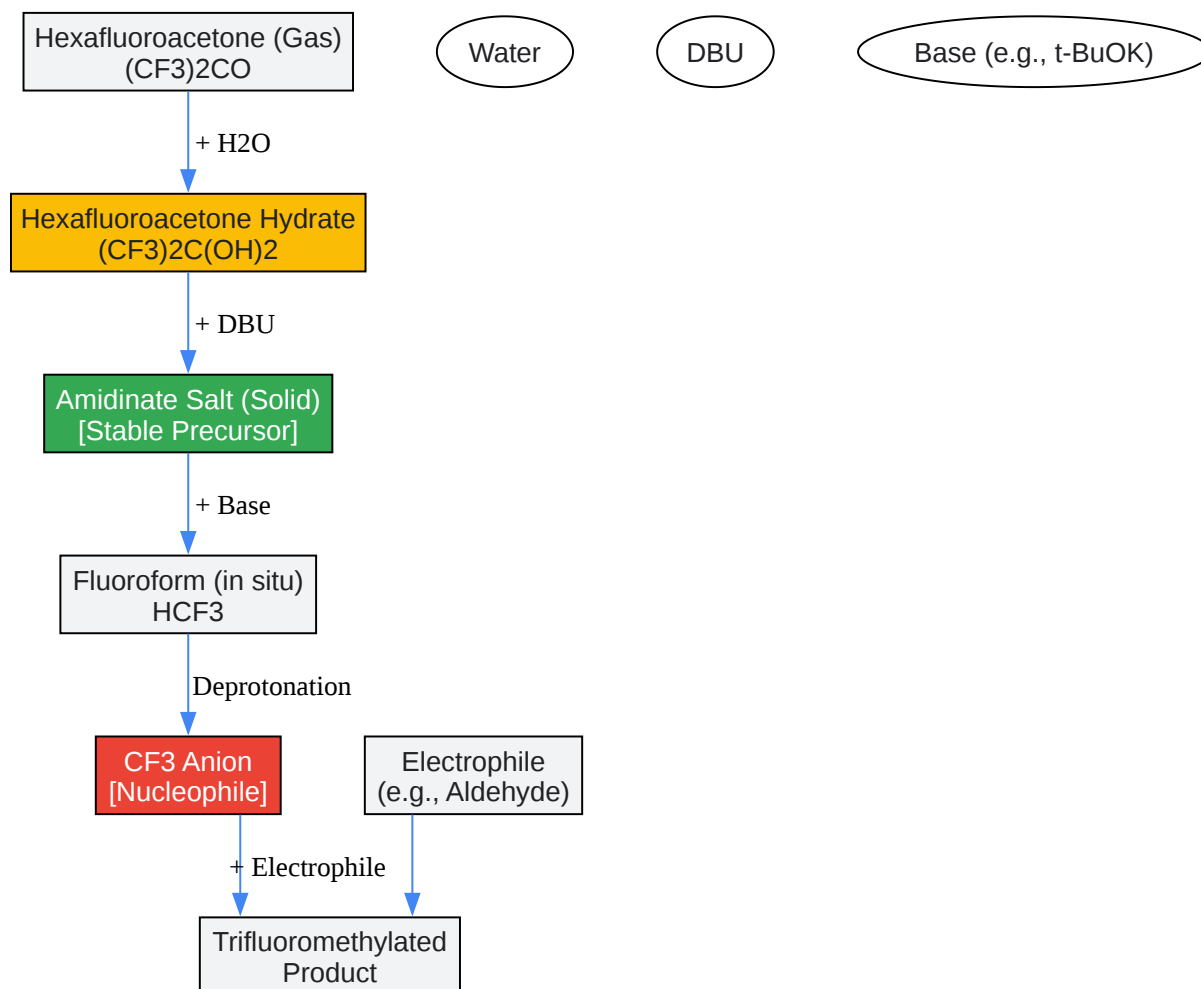 Hexafluoroacetone (Gas)
(CF3)2CO
Water
DBU
Base (e.g., t-BuOK)
+ H2O
Hexafluoroacetone Hydrate
(CF3)2C(OH)2
+ DBU
Amidinate Salt (Solid)
[Stable Precursor]
+ Base
Fluoroform (in situ)
HCF3
Deprotonation
CF3 Anion
[Nucleophile]
Electrophile
(e.g., Aldehyde)
+ Electrophile
Trifluoromethylated
Product